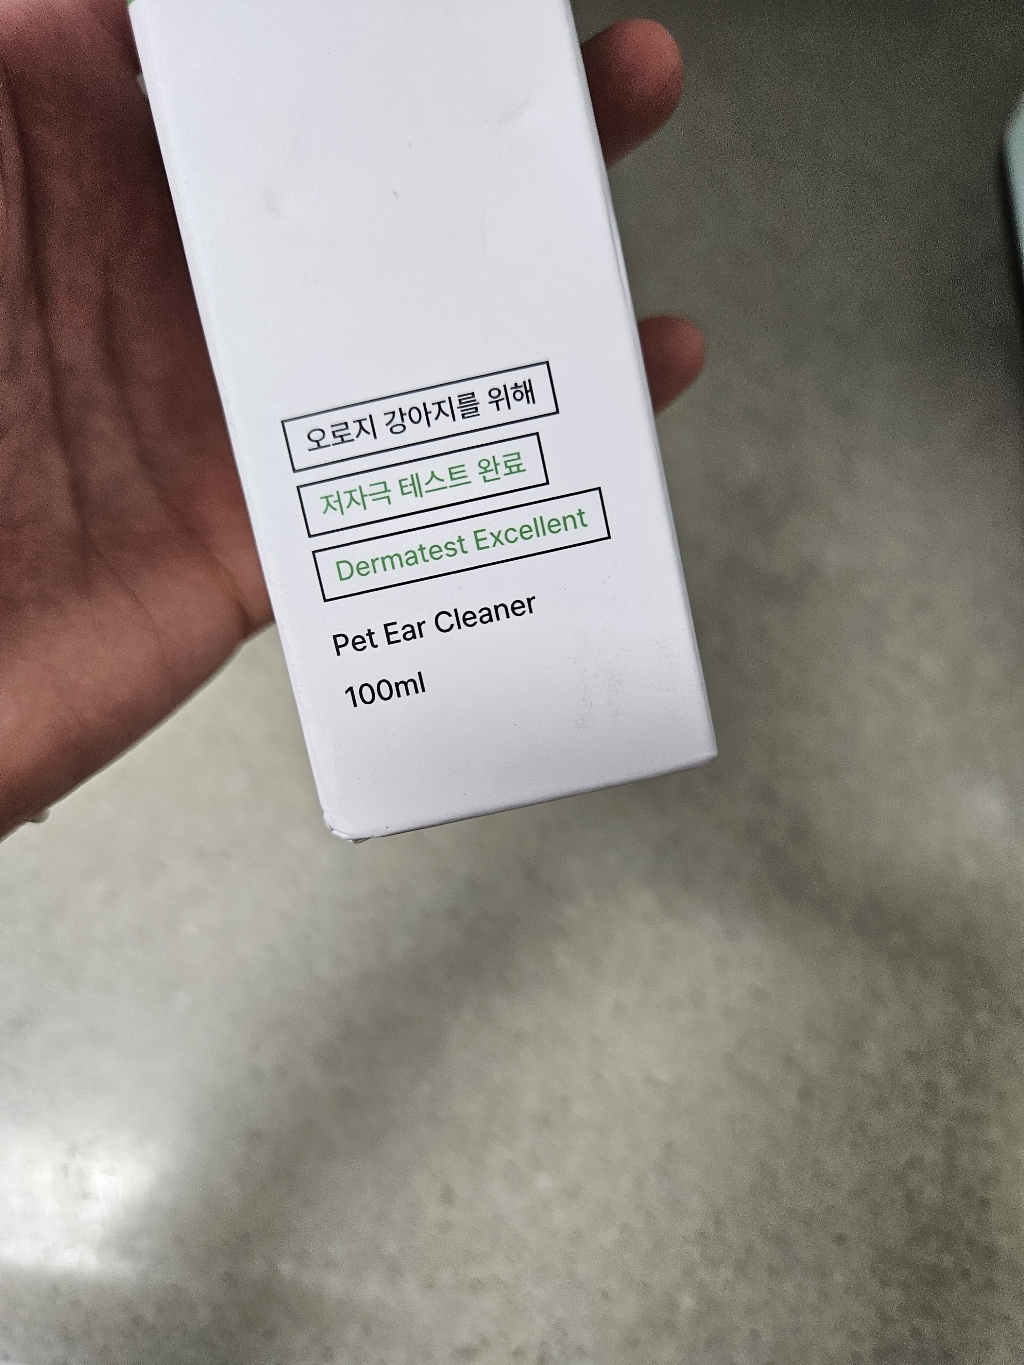 오로지 강아지를 위해
저자극 테스트 완료
Dermatest Excellent
Pet Ear Cleaner
100ml